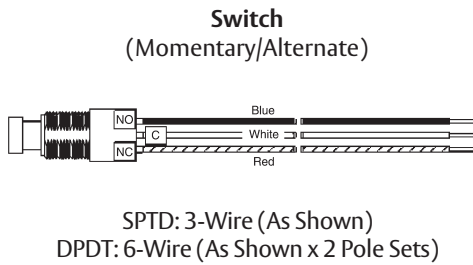 Switch
(Momentary/Alternate)
Blue
NO
C
White
NC
Red
SPTD: 3-Wire (As Shown)
DPDT: 6-Wire (As Shown x 2 Pole Sets)